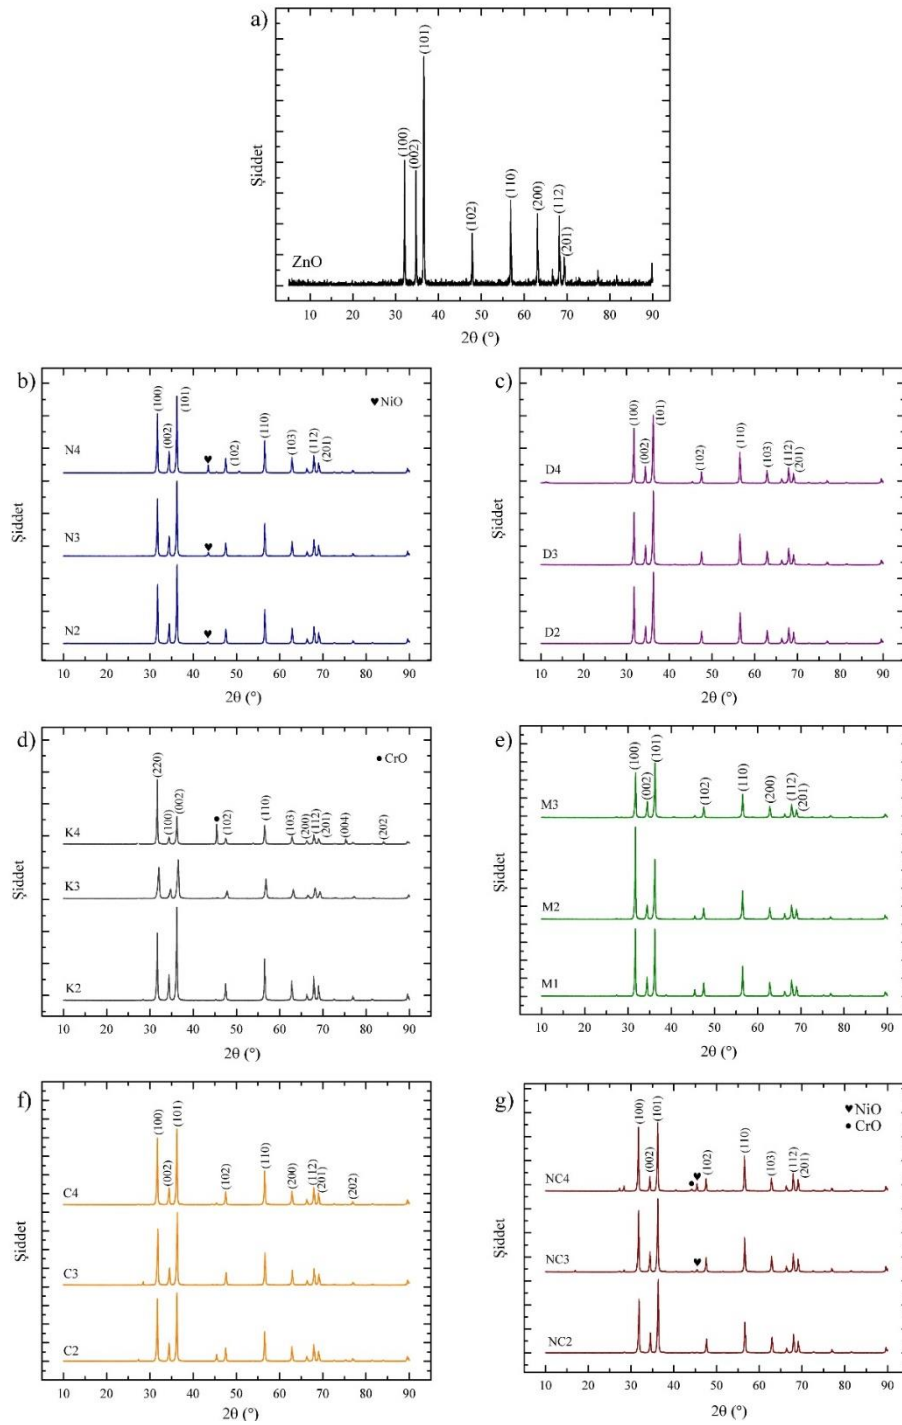 a)
(101)
(100)
(002)
(102)
(110)
(200)
(112)
(201)
Şiddet
ZnO
10 20 30 40 50 60 70 80 90
2θ (°)
b)
♥NiO
(100)
(002)
(101)
(102)
(110)
(103)
(112)
(201)
N4
N3
N2
Şiddet
10 20 30 40 50 60 70 80 90
2θ (°)
c)
(100)
(002)
(101)
(102)
(110)
(103)
(112)
(201)
D4
D3
D2
Şiddet
10 20 30 40 50 60 70 80 90
2θ (°)
d)
●CrO
(220)
(100)
(002)
(102)
(110)
(103)
(200)
(112)
(201)
(004)
(202)
K4
K3
K2
Şiddet
10 20 30 40 50 60 70 80 90
2θ (°)
e)
(100)
(002)
(101)
(102)
(110)
(200)
(112)
(201)
M3
M2
M1
Şiddet
10 20 30 40 50 60 70 80 90
2θ (°)
f)
(100)
(002)
(101)
(102)
(110)
(200)
(112)
(201)
(202)
C4
C3
C2
Şiddet
10 20 30 40 50 60 70 80 90
2θ (°)
g)
♥NiO
●CrO
(100)
(002)
(101)
(102)
(110)
(103)
(112)
(201)
NC4
NC3
NC2
Şiddet
10 20 30 40 50 60 70 80 90
2θ (°)